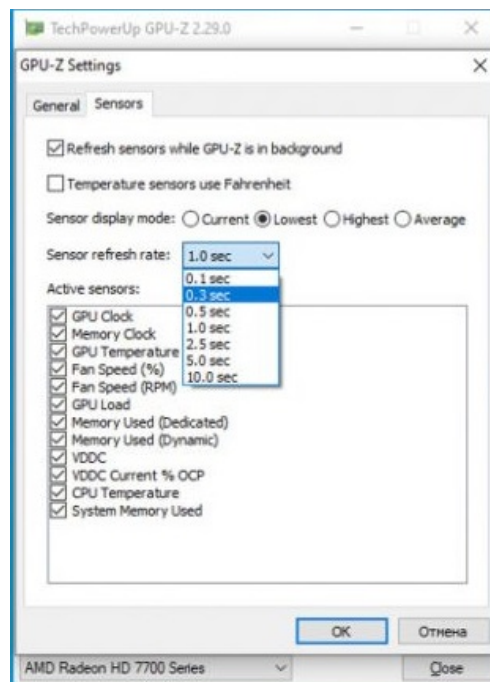 TechPowerUp GPU-Z 2.29.0
GPU-Z Settings
General Sensors
Refresh sensors while GPU-Z is in background
Temperature sensors use Fahrenheit
Sensor display mode: Current Lowest Highest Average
Sensor refresh rate: 1.0 sec
0.1 sec
0.3 sec
0.5 sec
1.0 sec
2.5 sec
5.0 sec
10.0 sec
Active sensors:
GPU Clock
Memory Clock
GPU Temperature
Fan Speed (%)
Fan Speed (RPM)
GPU Load
Memory Used (Dedicated)
Memory Used (Dynamic)
VDDC
VDDC Current % OCP
CPU Temperature
System Memory Used
OK Отмена
AMD Radeon HD 7700 Series Close